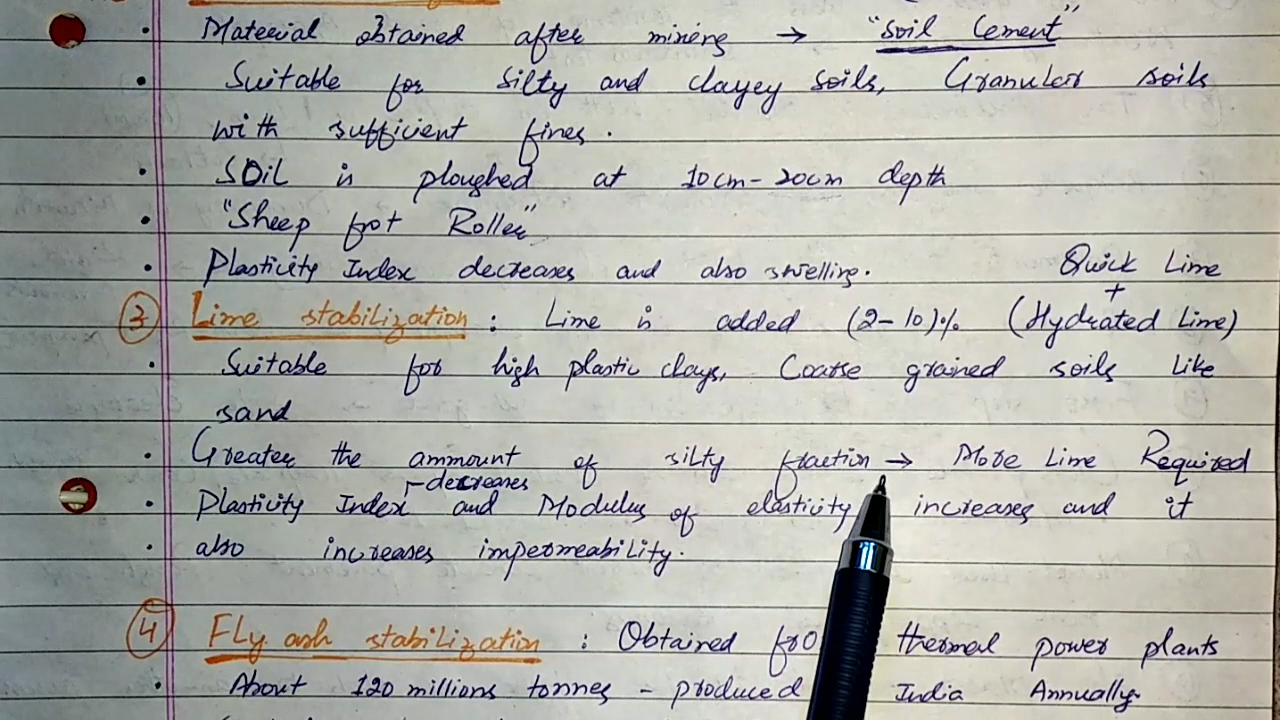 • Material obtained after mixing → "Soil Cement"
• Suitable for silty and clayey soils, Granular soils
with sufficient fines.
• SOil is ploughed at 10cm-20cm depth
• "Sheep fot Roller"
• Plasticity Index decreases and also swelling. Quick Lime
+
③ Lime stabilization : Lime is added (2-10)% (Hydrated Lime)
• Suitable for high plastic clays, Coarse grained soils Like
sand
• Greater the ammount of silty fraction → More Lime Required
decreases
• Plasticity Index and Modulus of elasticity increases and it
• also increases impermeability.
④ FLy ash stabilization : Obtained fro thermal power plants
• About 120 millions tonnes - produced India Annually